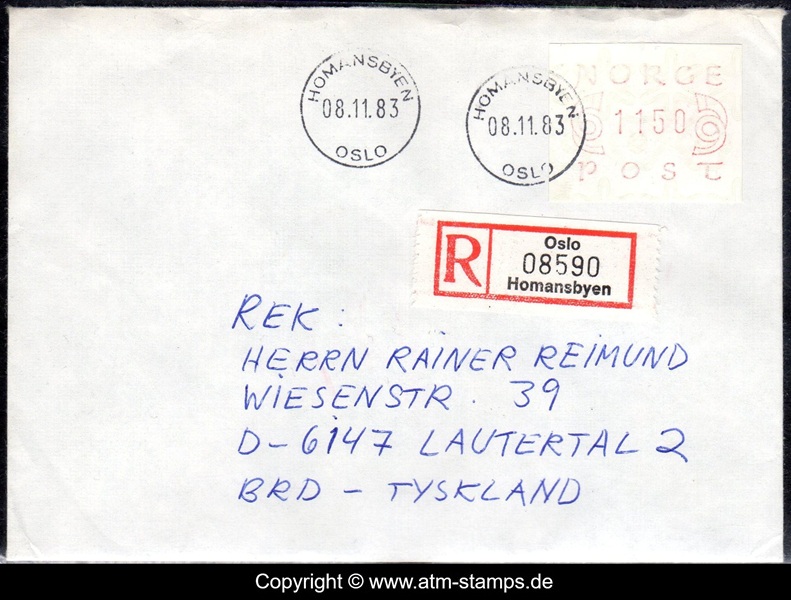 HOMANSBYEN
08.11.83
OSLO
HOMANSBYEN
08.11.83
OSLO
NORGE
1150
POST
R
Oslo
08590
Homansbyen
REK:
HERRN RAINER REIMUND
WIESENSTR. 39
D-6147 LAUTERTAL 2
BRD - TYSKLAND
Copyright © www.atm-stamps.de